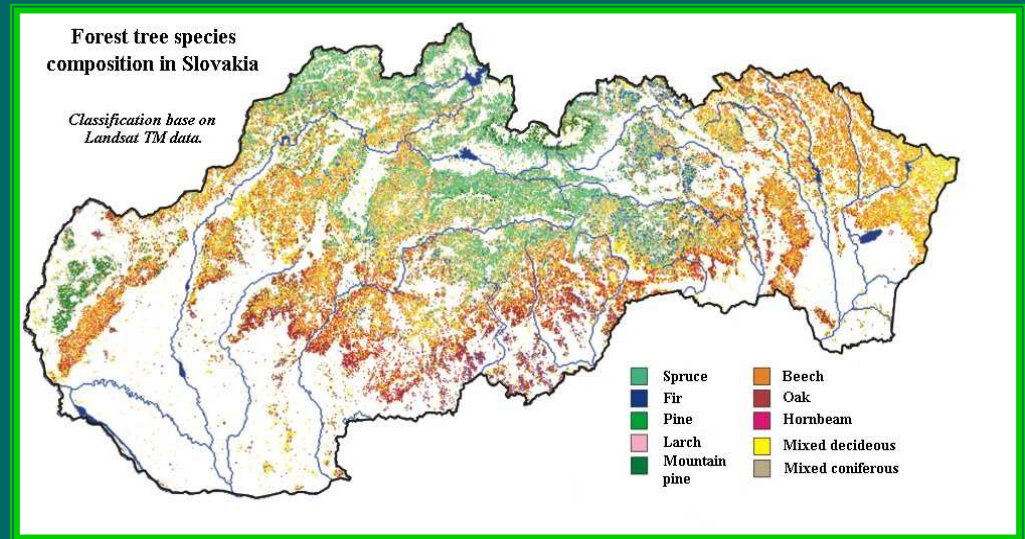 Forest tree species
composition in Slovakia
Classification base on
Landsat TM data.
Spruce
Fir
Pine
Larch
Mountain
pine
Beech
Oak
Hornbeam
Mixed decideous
Mixed coniferous